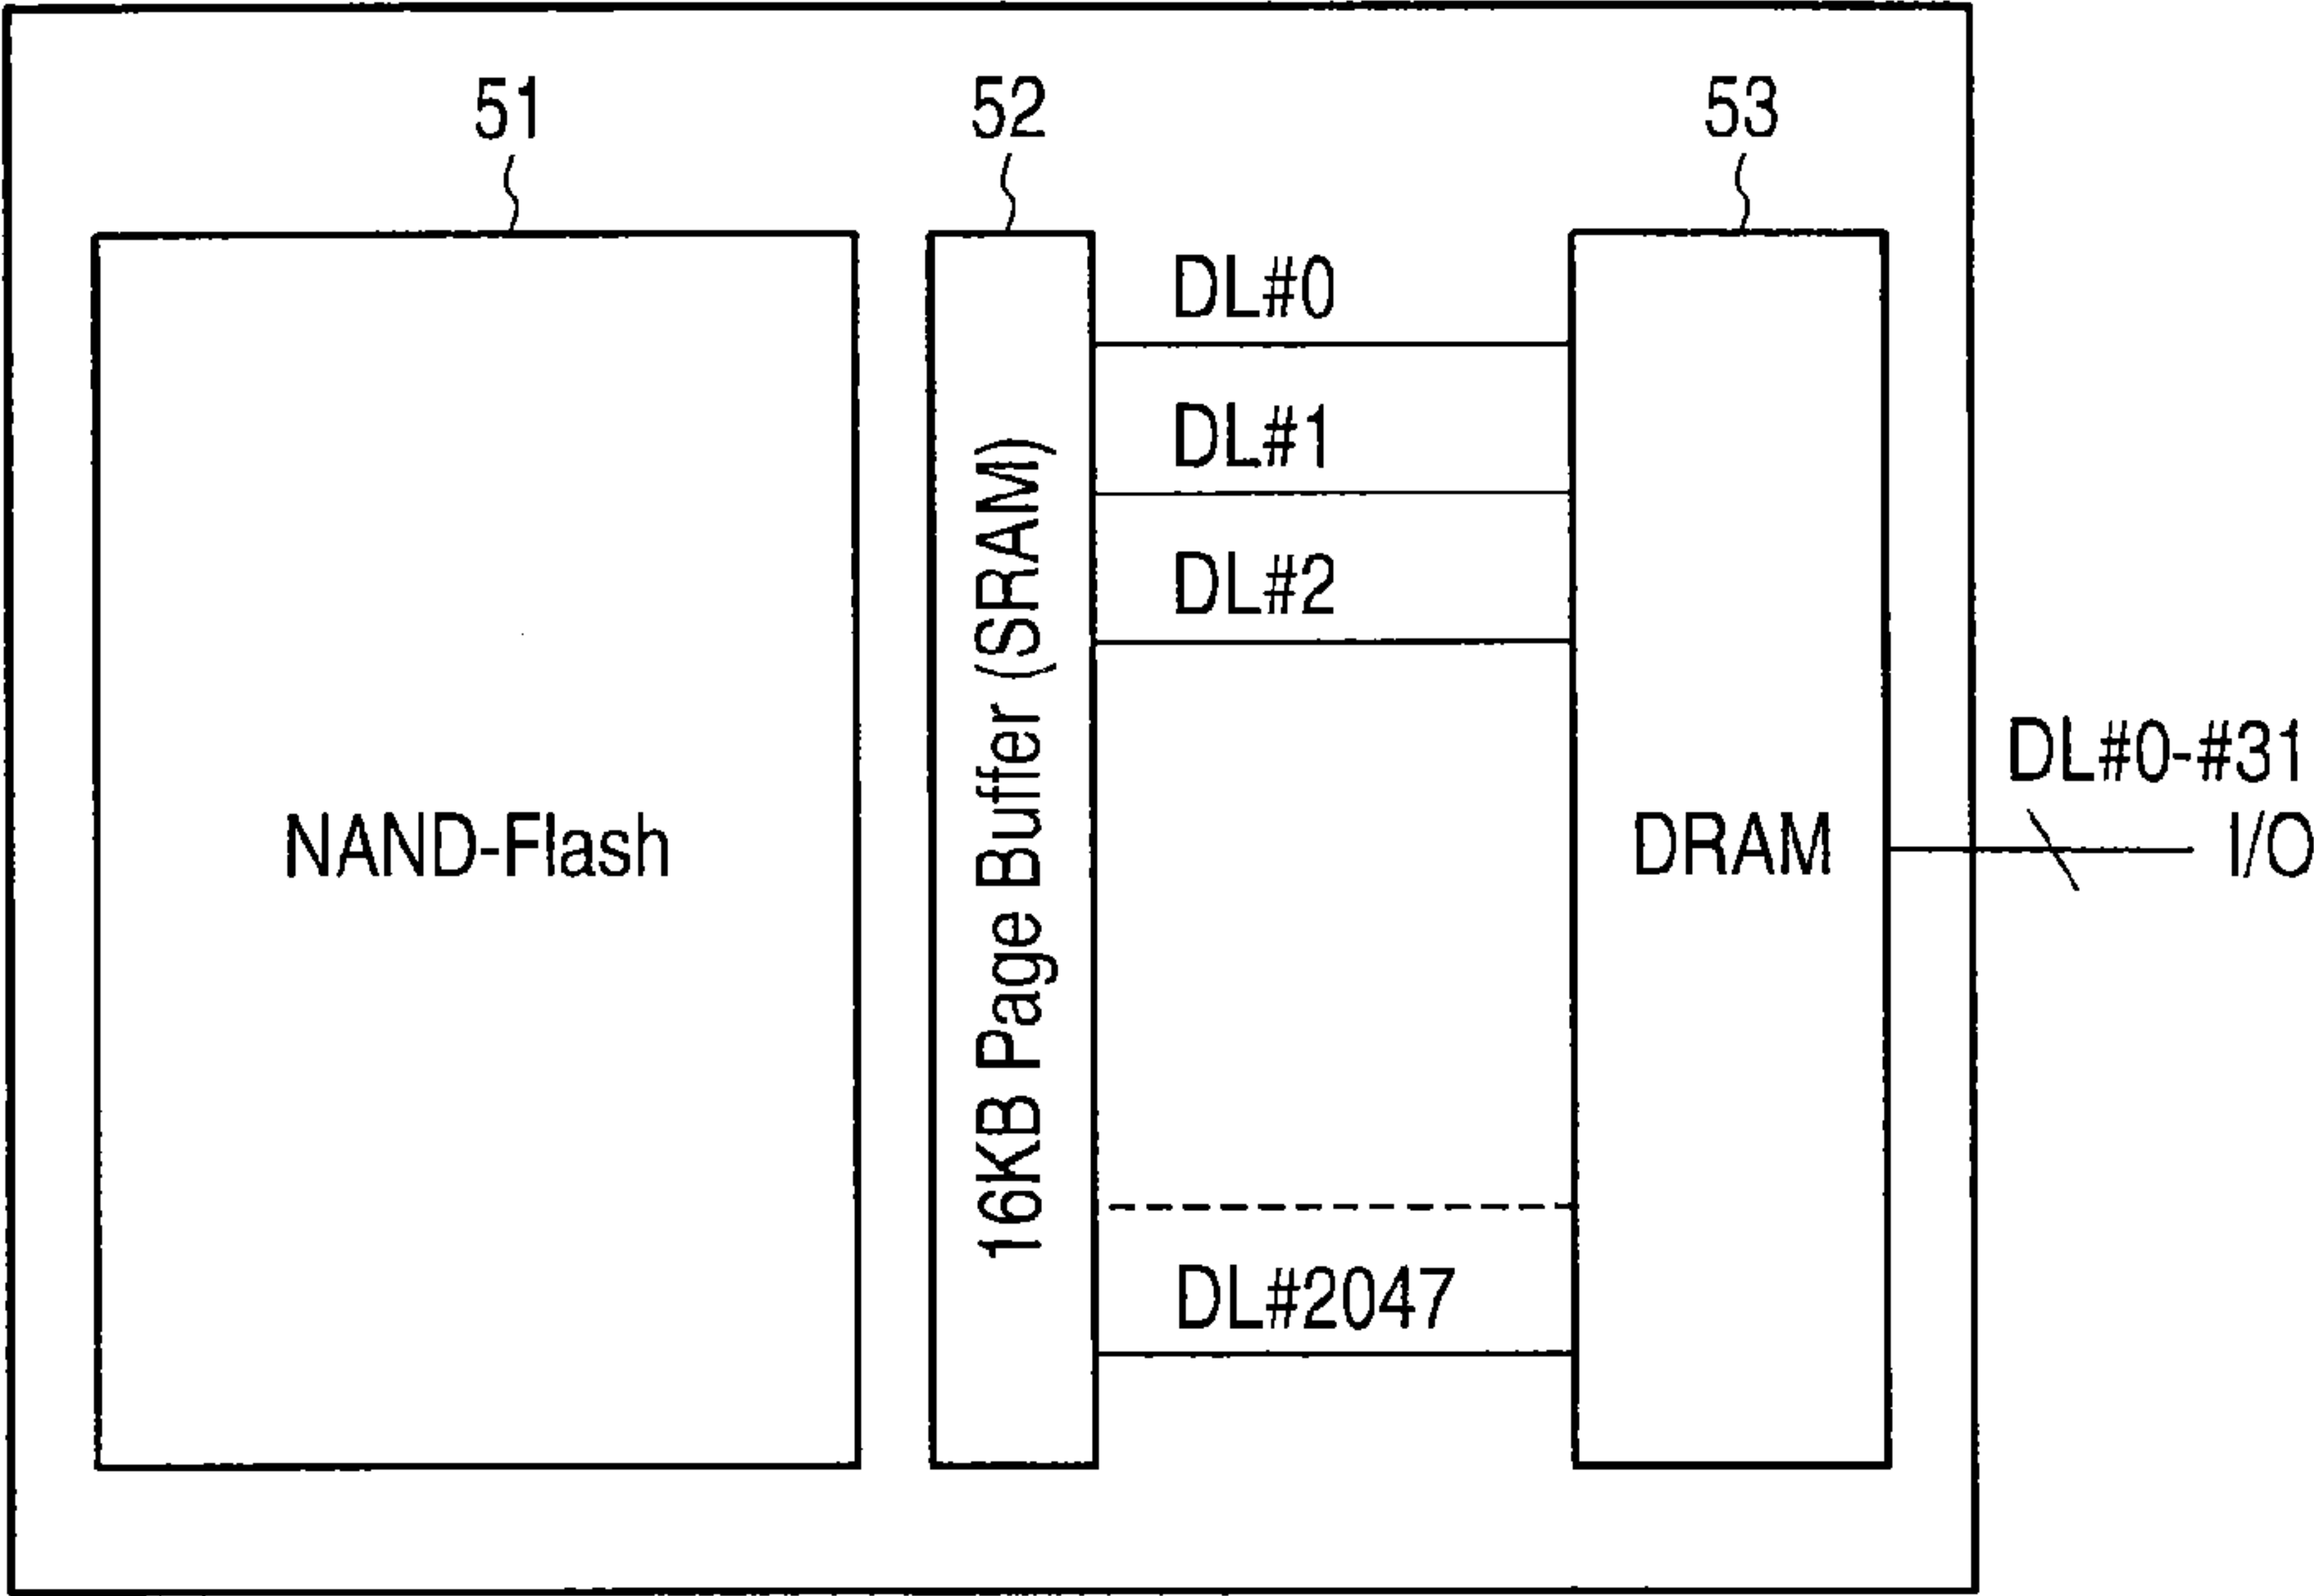 51
52
53
DL#0
DL#1
DL#2
16KB Page Buffer (SRAM)
NAND-Flash
DRAM
DL#0-#31
I/O
DL#2047